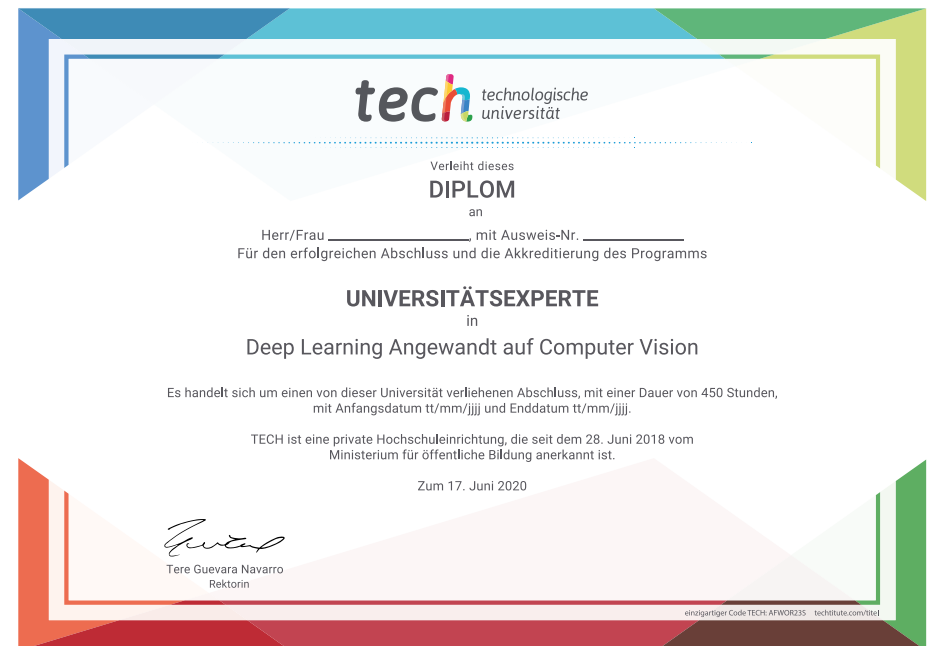 tech technologische
universität
Verleiht dieses
DIPLOM
an
Herr/Frau ____________, mit Ausweis-Nr. ____________
Für den erfolgreichen Abschluss und die Akkreditierung des Programms
UNIVERSITÄTSEXPERTE
in
Deep Learning Angewandt auf Computer Vision
Es handelt sich um einen von dieser Universität verliehenen Abschluss, mit einer Dauer von 450 Stunden,
mit Anfangsdatum tt/mm/jjjj und Enddatum tt/mm/jjjj.
TECH ist eine private Hochschuleinrichtung, die seit dem 28. Juni 2018 vom
Ministerium für öffentliche Bildung anerkannt ist.
Zum 17. Juni 2020
Tere Guevara Navarro
Rektorin
einzigartiger Code TECH: AFWOR23S techtitute.com/titel